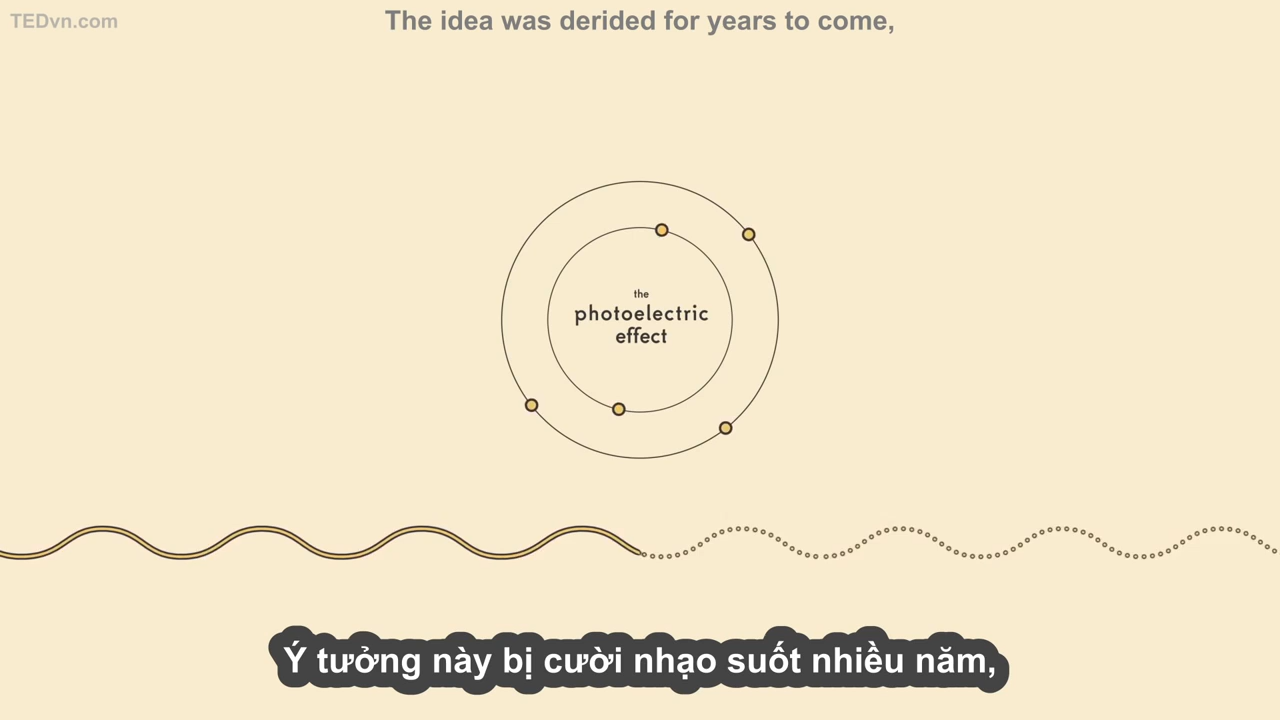 TEDvn.com
The idea was derided for years to come,
the
photoelectric
effect
Ý tưởng này bị cười nhạo suốt nhiều năm,